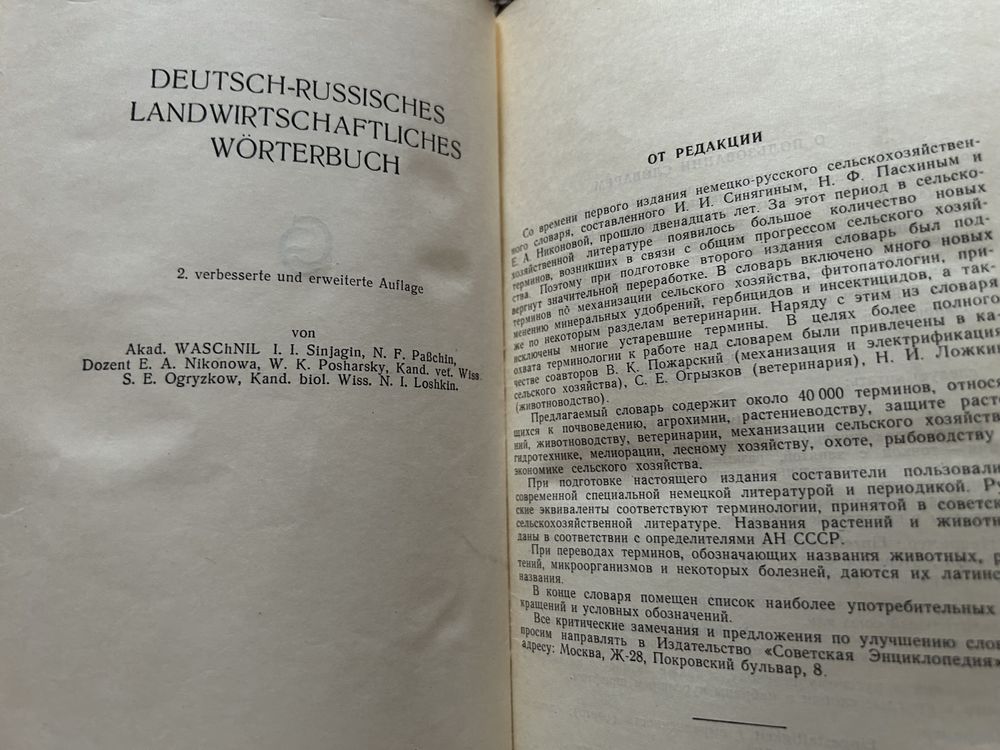 DEUTSCH-RUSSISCHES
LANDWIRTSCHAFTLICHES
WÖRTERBUCH
2. verbesserte und erweiterte Auflage
von
Akad. WASChNIL I. I. Sinjagin, N. F. Paßchin,
Dozent E. A. Nikonowa, W. K. Posharsky, Kand. vet. Wiss.
S. E. Ogryzkow, Kand. biol. Wiss. N. I. Loshkin.
ОТ РЕДАКЦИИ
Со времени первого издания немецко-русского сельскохозяйствен-
ного словаря, составленного И. И. Синягиным, Н. Ф. Пасхиным и
Е. А. Никоновой, прошло двенадцать лет. За этот период в сельско-
хозяйственной литературе появилось большое количество новых
терминов, возникших в связи с общим прогрессом сельского хозяй-
ства. Поэтому при подготовке второго издания словарь был под-
вергнут значительной переработке. В словарь включено много новых
терминов по механизации сельского хозяйства, фитопатологии, при-
менению минеральных удобрений, гербицидов и инсектицидов, а так-
же по некоторым разделам ветеринарии. Наряду с этим из словаря
исключены многие устаревшие термины. В целях более полного
охвата терминологии к работе над словарем были привлечены в ка-
честве соавторов В. К. Пожарский (механизация и электрификация
сельского хозяйства), С. Е. Огрызков (ветеринария), Н. И. Ложкин
(животноводство).
Предлагаемый словарь содержит около 40 000 терминов, относя
щихся к почвоведению, агрохимии, растениеводству, защите расте
ний, животноводству, ветеринарии, механизации сельского хозяйств
гидротехнике, мелиорации, лесному хозяйству, охоте, рыбоводству
экономике сельского хозяйства.
При подготовке настоящего издания составители пользовали
современной специальной немецкой литературой и периодикой. Ру
ские эквиваленты соответствуют терминологии, принятой в советск
сельскохозяйственной литературе. Названия растений и животн
даны в соответствии с определителями АН СССР.
При переводах терминов, обозначающих названия животных, р
тений, микроорганизмов и некоторых болезней, даются их латинс
названия.
В конце словаря помещен список наиболее употребительных
кращений и условных обозначений.
Все критические замечания и предложения по улучшению слов
просим направлять в Издательство «Советская Энциклопедия»
адресу: Москва, Ж-28, Покровский бульвар, 8.